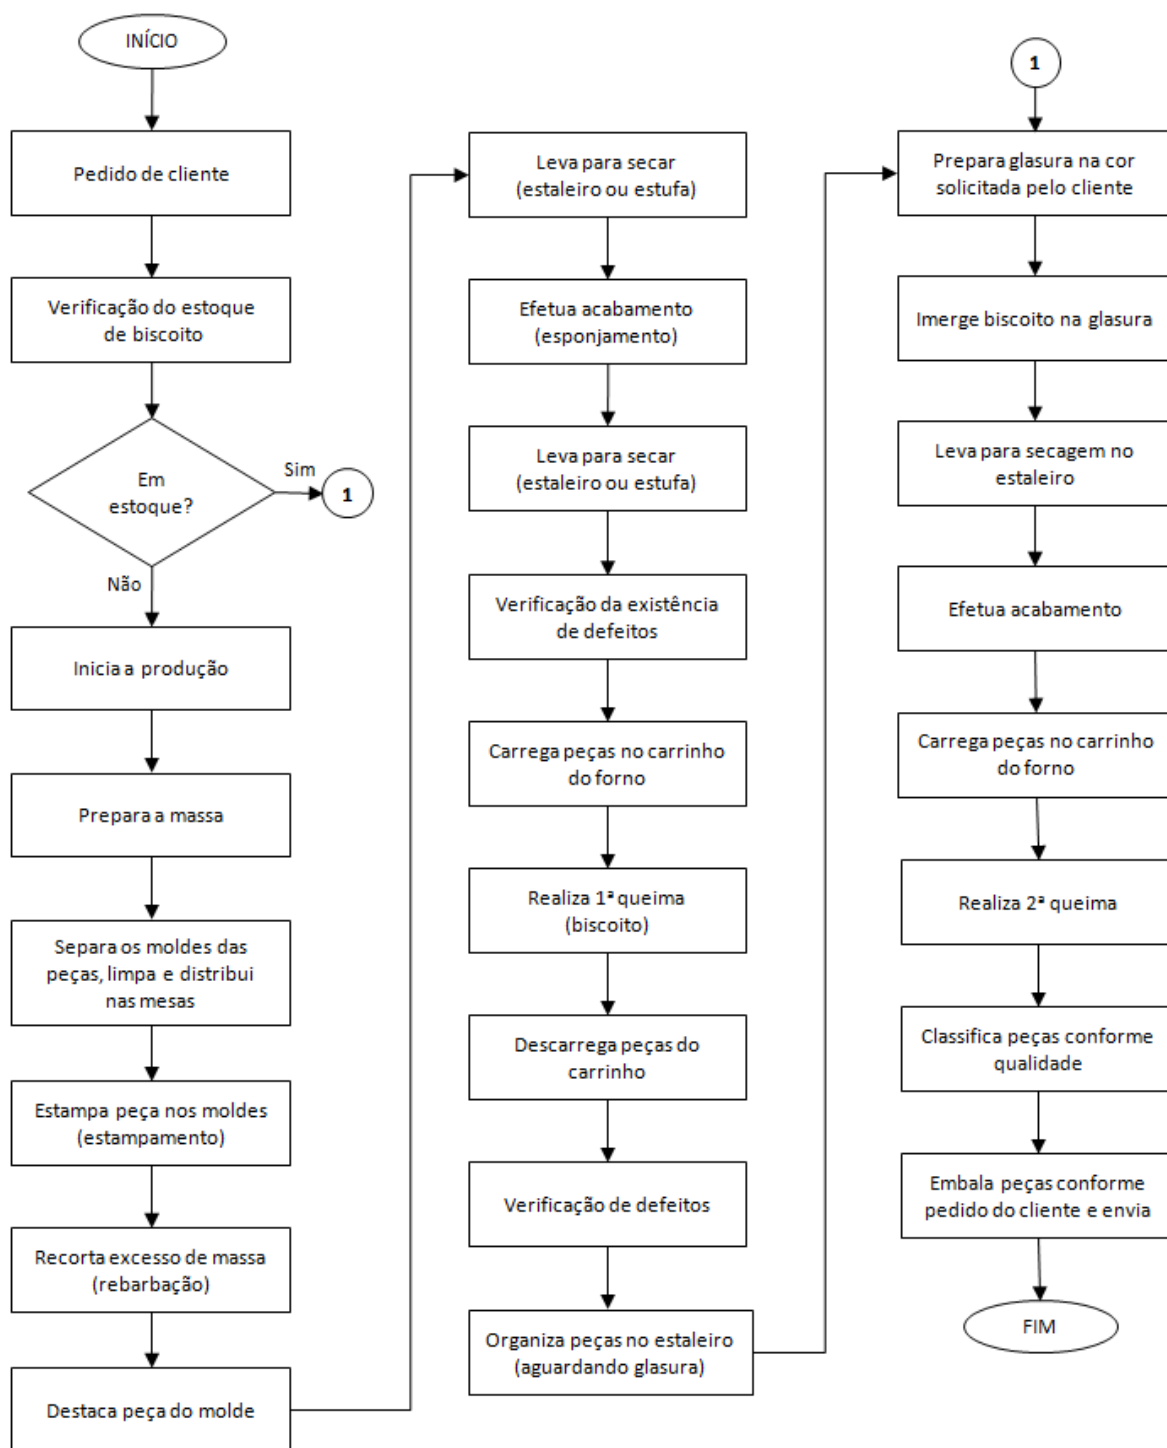 INÍCIO
Pedido de cliente
Verificação do estoque
de biscoito
Em
estoque?
Sim
1
Não
Inicia a produção
Prepara a massa
Separa os moldes das
peças, limpa e distribui
nas mesas
Estampa peça nos moldes
(estampamento)
Recorta excesso de massa
(rebarbação)
Destaca peça do molde
Leva para secar
(estaleiro ou estufa)
Efetua acabamento
(esponjamento)
Leva para secar
(estaleiro ou estufa)
Verificação da existência
de defeitos
Carrega peças no carrinho
do forno
Realiza 1ª queima
(biscoito)
Descarrega peças do
carrinho
Verificação de defeitos
Organiza peças no estaleiro
(aguardando glasura)
1
Prepara glasura na cor
solicitada pelo cliente
Imerge biscoito na glasura
Leva para secagem no
estaleiro
Efetua acabamento
Carrega peças no carrinho
do forno
Realiza 2ª queima
Classifica peças conforme
qualidade
Embala peças conforme
pedido do cliente e envia
FIM